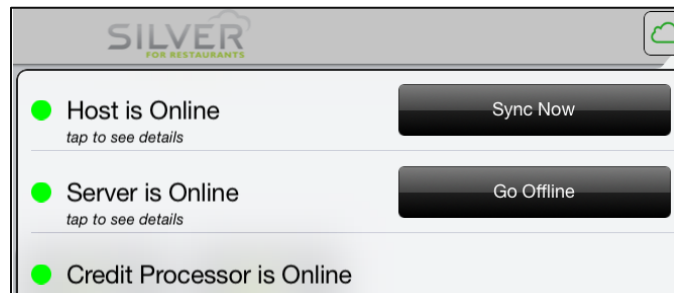 SILVER
FOR RESTAURANTS
Host is Online
Sync Now
tap to see details
Server is Online
Go Offline
tap to see details
Credit Processor is Online